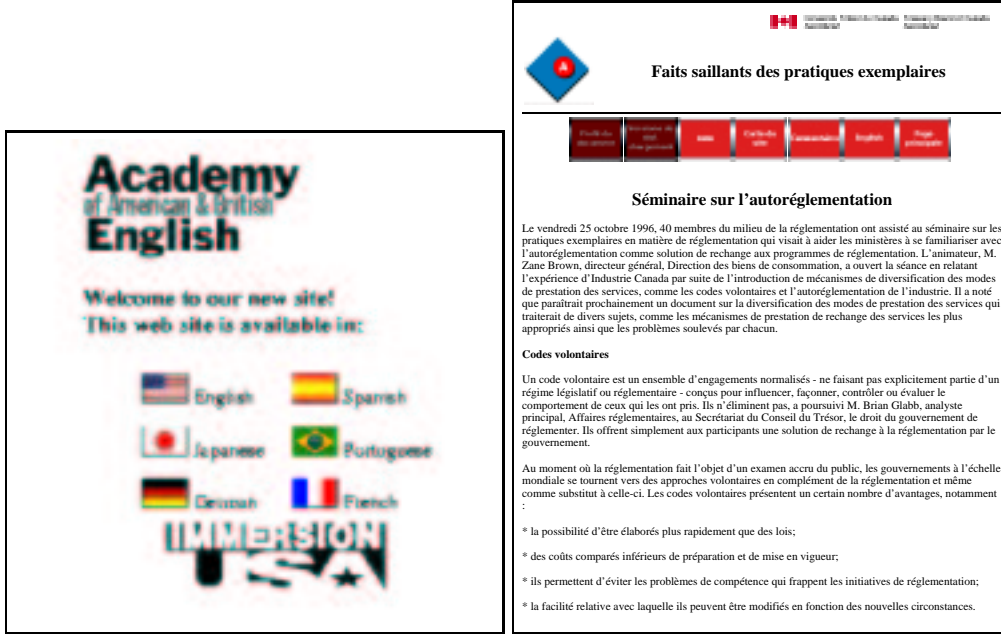 Academy
of American & British
English
Welcome to our new site!
This web site is available in:
English Spanish
Japanese Portuguese
German French
IMMERSION
USA
Faits saillants des pratiques exemplaires
Séminaire sur l’autoréglementation
Le vendredi 25 octobre 1996, 40 membres du milieu de la réglementation ont assisté au séminaire sur les
pratiques exemplaires en matière de réglementation qui visait à aider les ministères à se familiariser avec
l’autoréglementation comme solution de rechange aux programmes de réglementation. L’animateur, M.
Zane Brown, directeur général, Direction des biens de consommation, a ouvert la séance en relatant
l’expérience d’Industrie Canada par suite de l’introduction de mécanismes de diversification des modes
de prestation des services, comme les codes volontaires et l’autoréglementation de l’industrie. Il a noté
que paraîtrait prochainement un document sur la diversification des modes de prestation des services qui
traiterait de divers sujets, comme les mécanismes de prestation de rechange des services les plus
appropriés ainsi que les problèmes soulevés par chacun.
Codes volontaires
Un code volontaire est un ensemble d’engagements normalisés - ne faisant pas explicitement partie d’un
régime législatif ou réglementaire - conçus pour influencer, façonner, contrôler ou évaluer le
comportement de ceux qui les ont pris. Ils n’éliminent pas, a poursuivi M. Brian Glabb, analyste
principal, Affaires réglementaires, au Secrétariat du Conseil du Trésor, le droit du gouvernement de
réglementer. Ils offrent simplement aux participants une solution de rechange à la réglementation par le
gouvernement.
Au moment où la réglementation fait l’objet d’un examen accru du public, les gouvernements à l’échelle
mondiale se tournent vers des approches volontaires en complément de la réglementation et même
comme substitut à celle-ci. Les codes volontaires présentent un certain nombre d’avantages, notamment
:
* la possibilité d’être élaborés plus rapidement que des lois;
* des coûts comparés inférieurs de préparation et de mise en vigueur;
* ils permettent d’éviter les problèmes de compétence qui frappent les initiatives de réglementation;
* la facilité relative avec laquelle ils peuvent être modifiés en fonction des nouvelles circonstances.